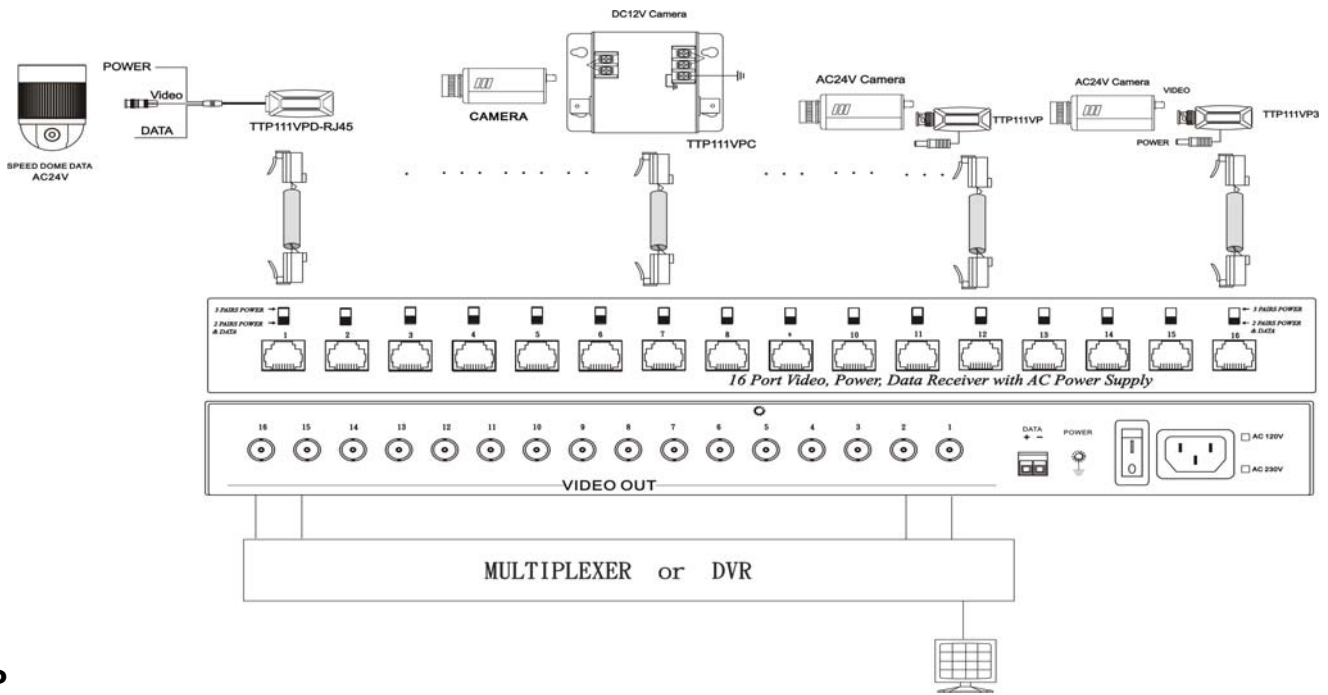 DC12V Camera
POWER
Video
DATA
TTP111VPD-RJ45
SPEED DOME DATA
AC24V
CAMERA
TTP111VPC
AC24V Camera
TTP111VP
AC24V Camera
VIDEO
TTP111VP3
POWER
3 PAIRS POWER
2 PAIRS POWER
& DATA
3 PAIRS POWER
2 PAIRS POWER
& DATA
1 2 3 4 5 6 7 8 * 10 11 12 13 14 15 16
16 Port Video, Power, Data Receiver with AC Power Supply
16 15 14 13 12 11 10 9 8 7 6 5 4 3 2 1
DATA
+ −
POWER
AC 120V
AC 230V
VIDEO OUT
MULTIPLEXER or DVR